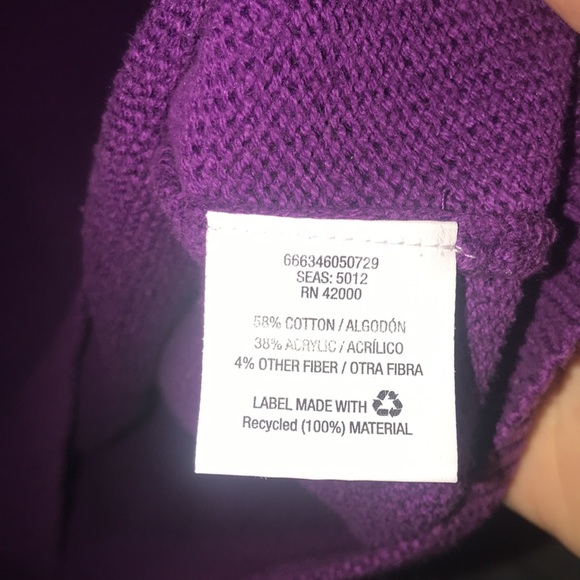 666346050729
SEAS: 5012
RN 42000
58% COTTON / ALGODÓN
38% ACRYLIC / ACRÍLICO
4% OTHER FIBER / OTRA FIBRA
LABEL MADE WITH
Recycled (100%) MATERIAL